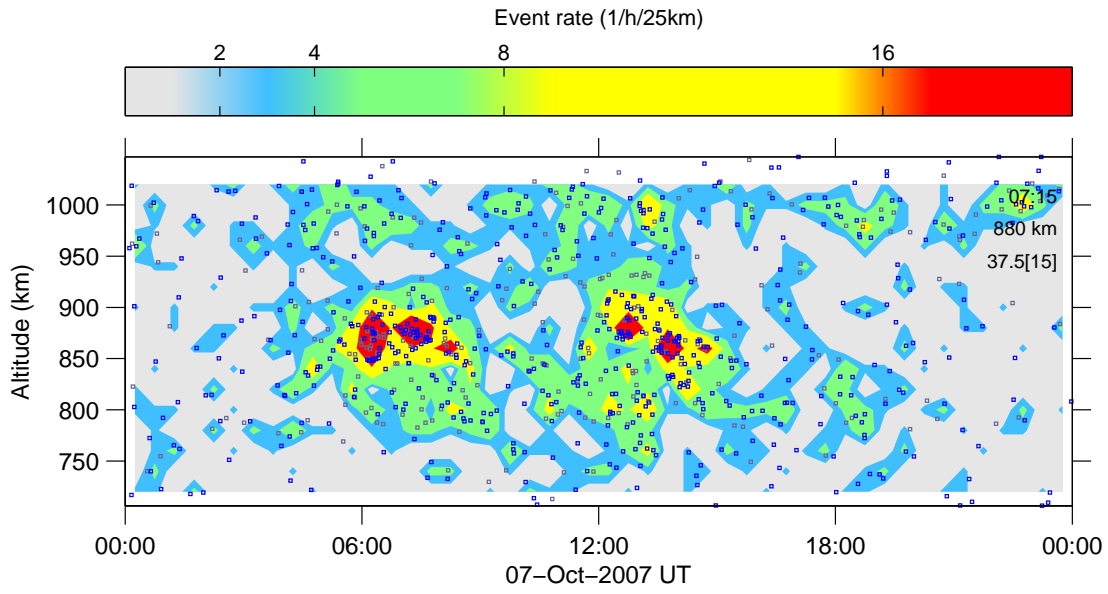 Event rate (1/h/25km)
2 4 8 16
1000
950
900
850
800
750
Altitude (km)
07:15
880 km
37.5[15]
00:00 06:00 12:00 18:00 00:00
07−Oct−2007 UT